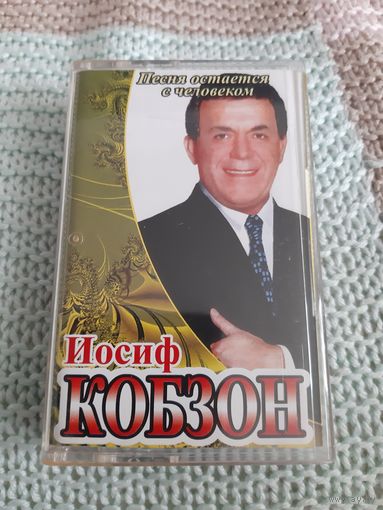 Песня остается
с человеком
Иосиф
КОБЗОН